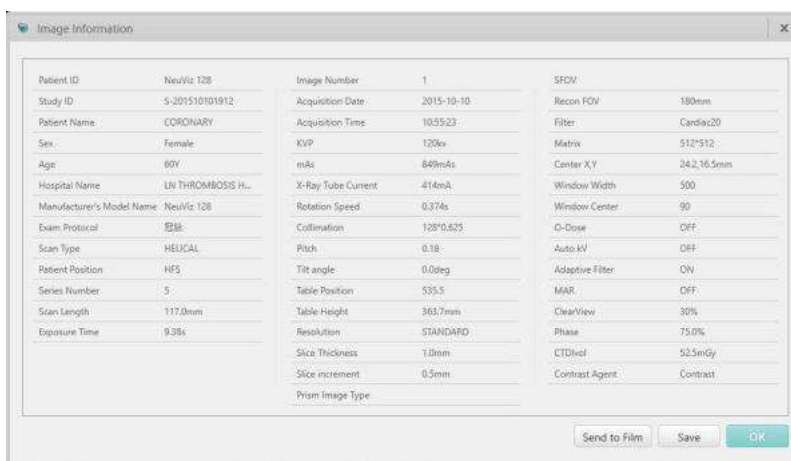 Image Information
Patient ID NeuViz 128 Image Number 1 SFOV
Study ID S-201510101912 Acquisition Date 2015-10-10 Recon FOV 180mm
Patient Name CORONARY Acquisition Time 10:55:23 Filter Cardiac20
Sex Female KVP 120kv Matrix 512*512
Age 60Y mAs 849mAs Center X,Y 24.2,16.5mm
Hospital Name LN THROMBOSIS H... X-Ray Tube Current 414mA Window Width 500
Manufacturer's Model Name NeuViz 128 Rotation Speed 0.374s Window Center 90
Exam Protocol 冠脉 Collimation 128*0.625 O-Dose OFF
Scan Type HELICAL Pitch 0.18 Auto kV OFF
Patient Position HFS Tilt angle 0.0deg Adaptive Filter ON
Series Number 5 Table Position 535.5 MAR OFF
Scan Length 117.0mm Table Height 363.7mm ClearView 30%
Exposure Time 9.38s Resolution STANDARD Phase 75.0%
Slice Thickness 1.0mm CTDIvol 52.5mGy
Slice increment 0.5mm Contrast Agent Contrast
Prism Image Type
Send to Film Save OK